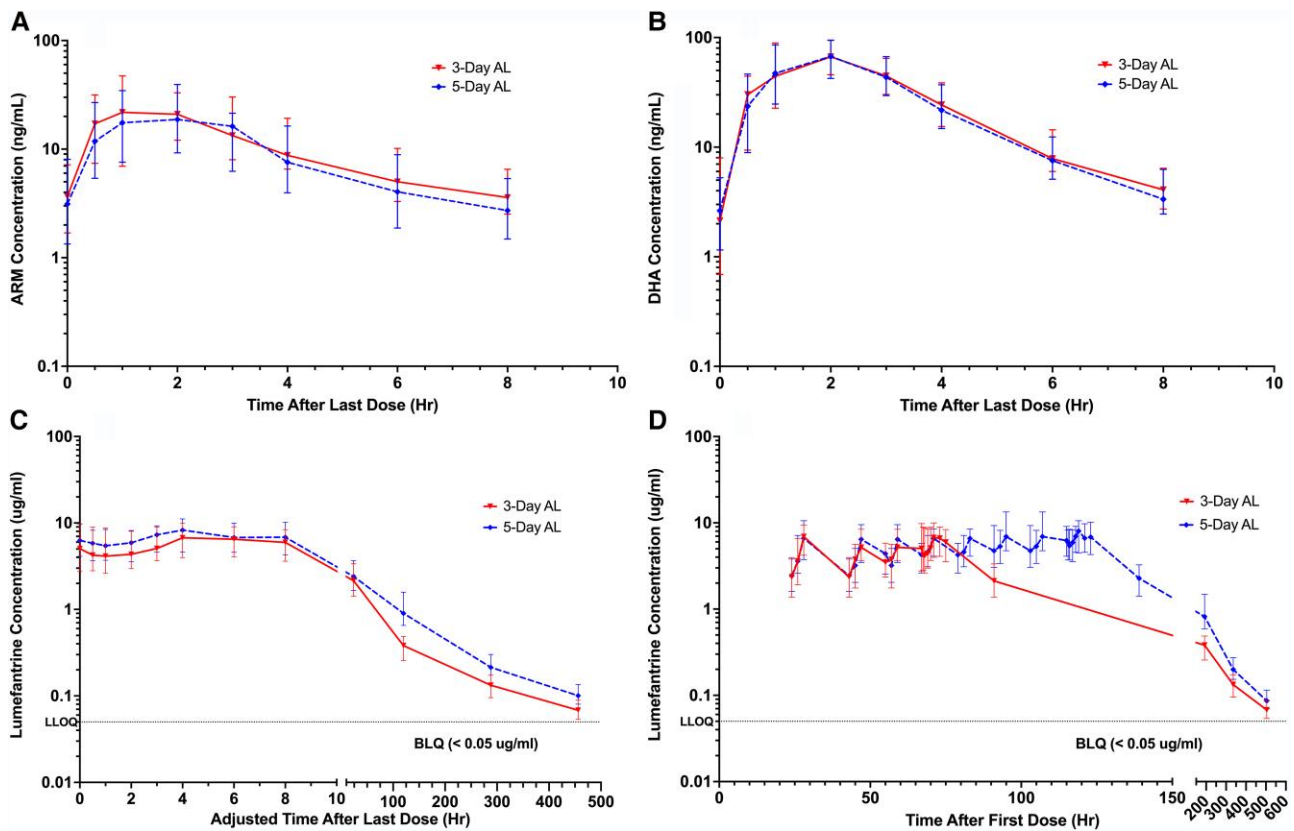 A
100
10
1
0.1
ARM Concentration (ng/mL)
3-Day AL
5-Day AL
0 2 4 6 8 10
Time After Last Dose (Hr)
B
100
10
1
0.1
DHA Concentration (ng/mL)
3-Day AL
5-Day AL
0 2 4 6 8 10
Time After Last Dose (Hr)
C
100
10
1
0.1
LLOQ
0.01
Lumefantrine Concentration (ug/ml)
3-Day AL
5-Day AL
BLQ (< 0.05 ug/ml)
0 2 4 6 8 10 100 200 300 400 500
Adjusted Time After Last Dose (Hr)
D
100
10
1
0.1
LLOQ
0.01
Lumefantrine Concentration (ug/ml)
3-Day AL
5-Day AL
BLQ (< 0.05 ug/ml)
0 50 100 150 200 300 400 500 600
Time After First Dose (Hr)